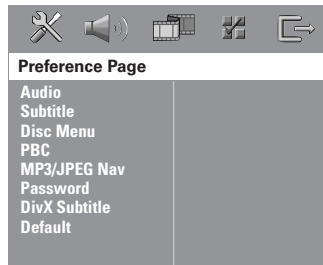 Preference Page
Audio
Subtitle
Disc Menu
PBC
MP3/JPEG Nav
Password
DivX Subtitle
Default